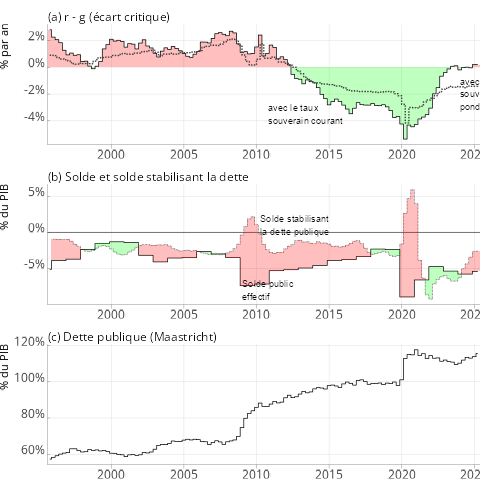 (a) r - g (écart critique)
% par an
2%
0%
-2%
-4%
avec le taux
souverain courant
avec
souv
pond
2000
2005
2010
2015
2020
202
(b) Solde et solde stabilisant la dette
% du PIB
5%
0%
-5%
Solde stabilisant
la dette publique
Solde public
effectif
2000
2005
2010
2015
2020
202
(c) Dette publique (Maastricht)
% du PIB
120%
100%
80%
60%
2000
2005
2010
2015
2020
202